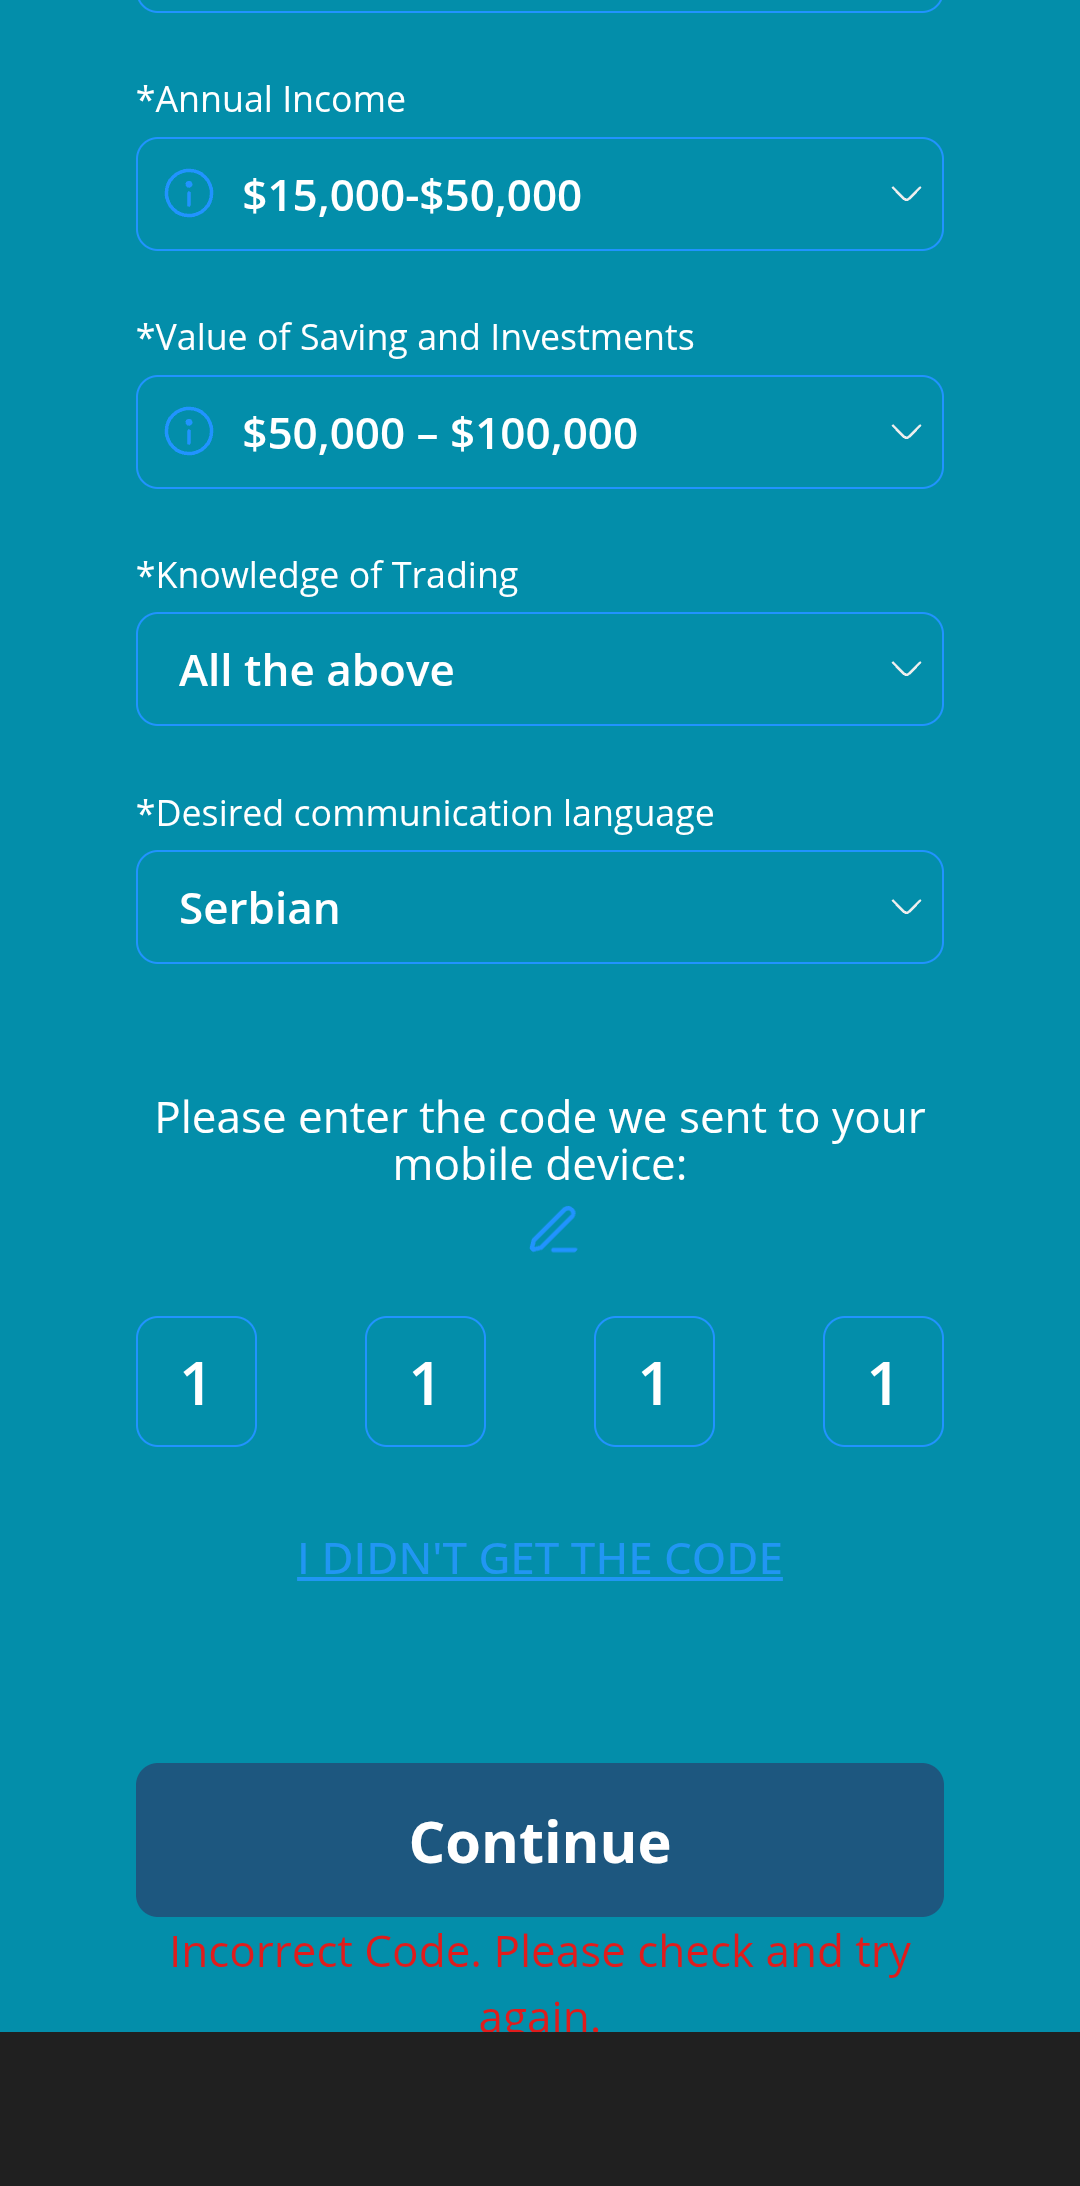 *Annual Income
$15,000-$50,000
*Value of Saving and Investments
$50,000 – $100,000
*Knowledge of Trading
All the above
*Desired communication language
Serbian
Please enter the code we sent to your
mobile device:
1 1 1 1
I DIDN'T GET THE CODE
Continue
Incorrect Code. Please check and try
again.